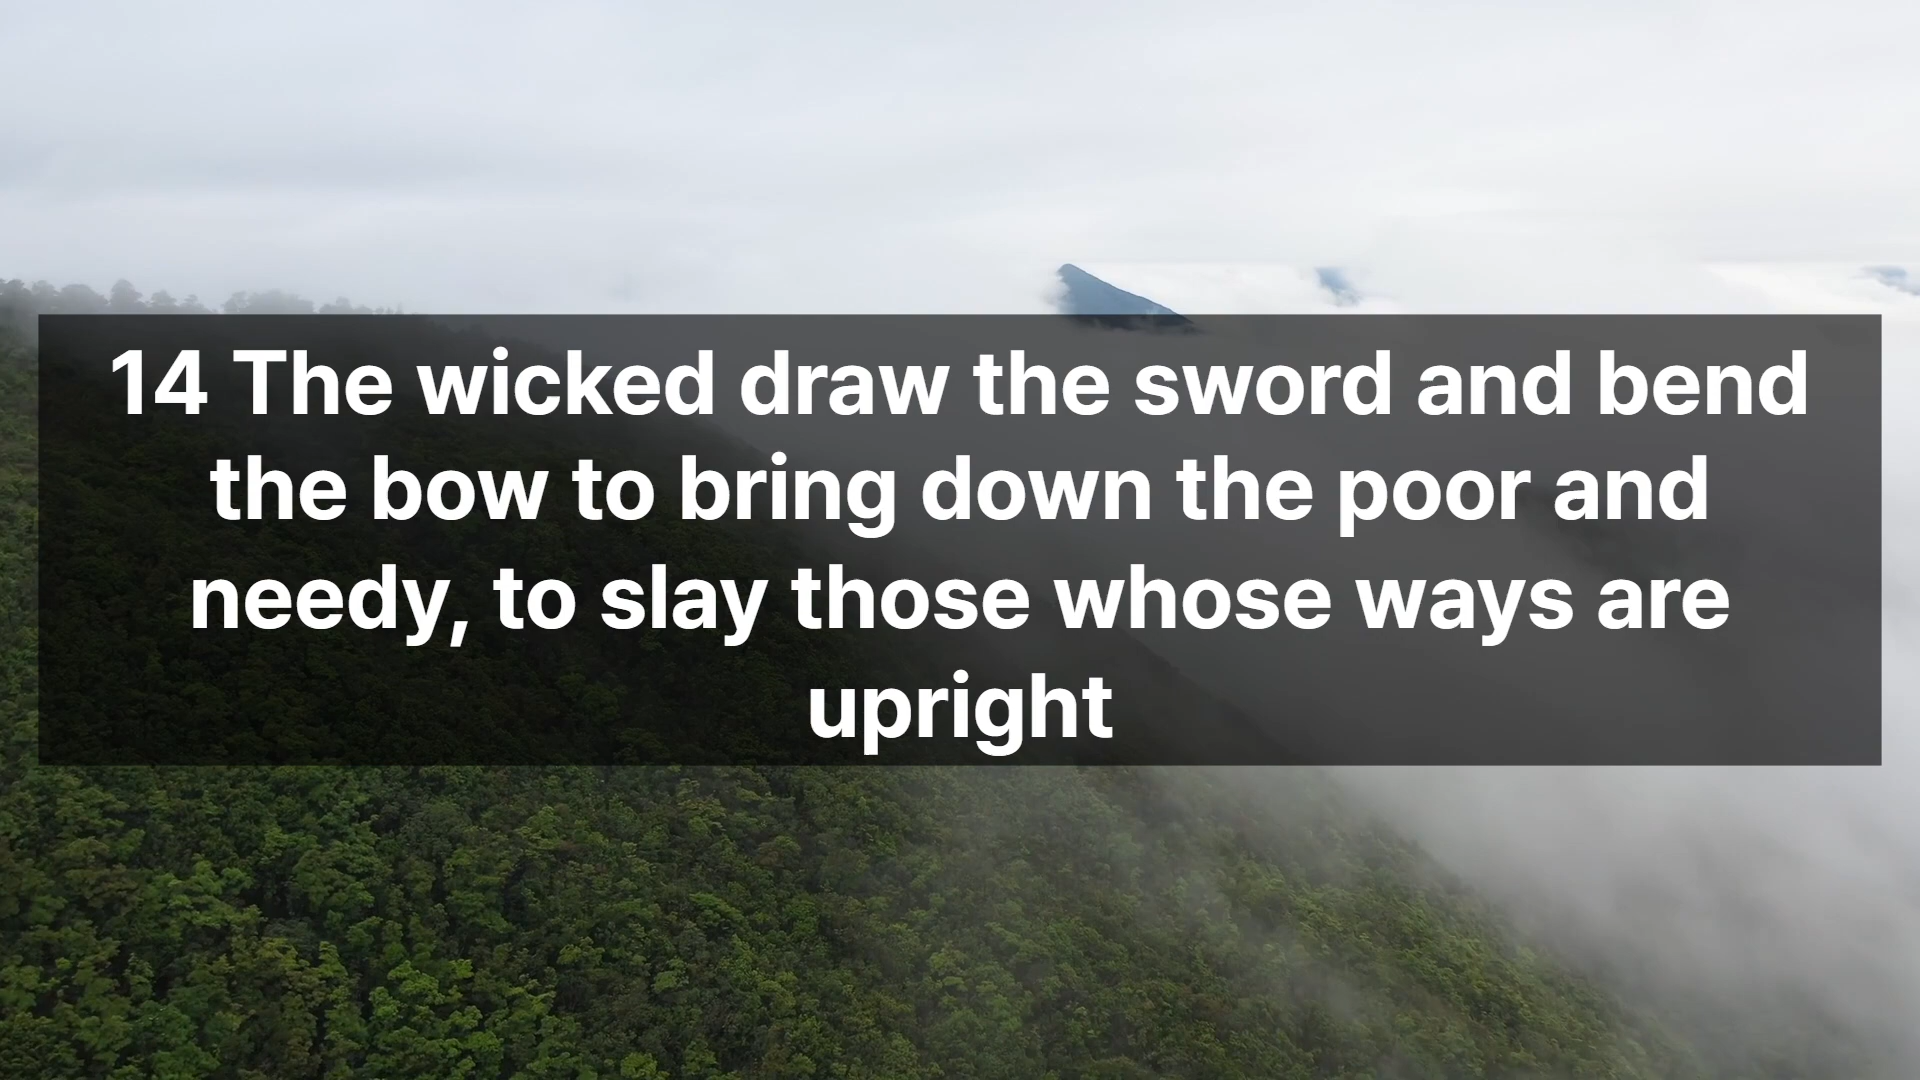 14 The wicked draw the sword and bend
the bow to bring down the poor and
needy, to slay those whose ways are
upright